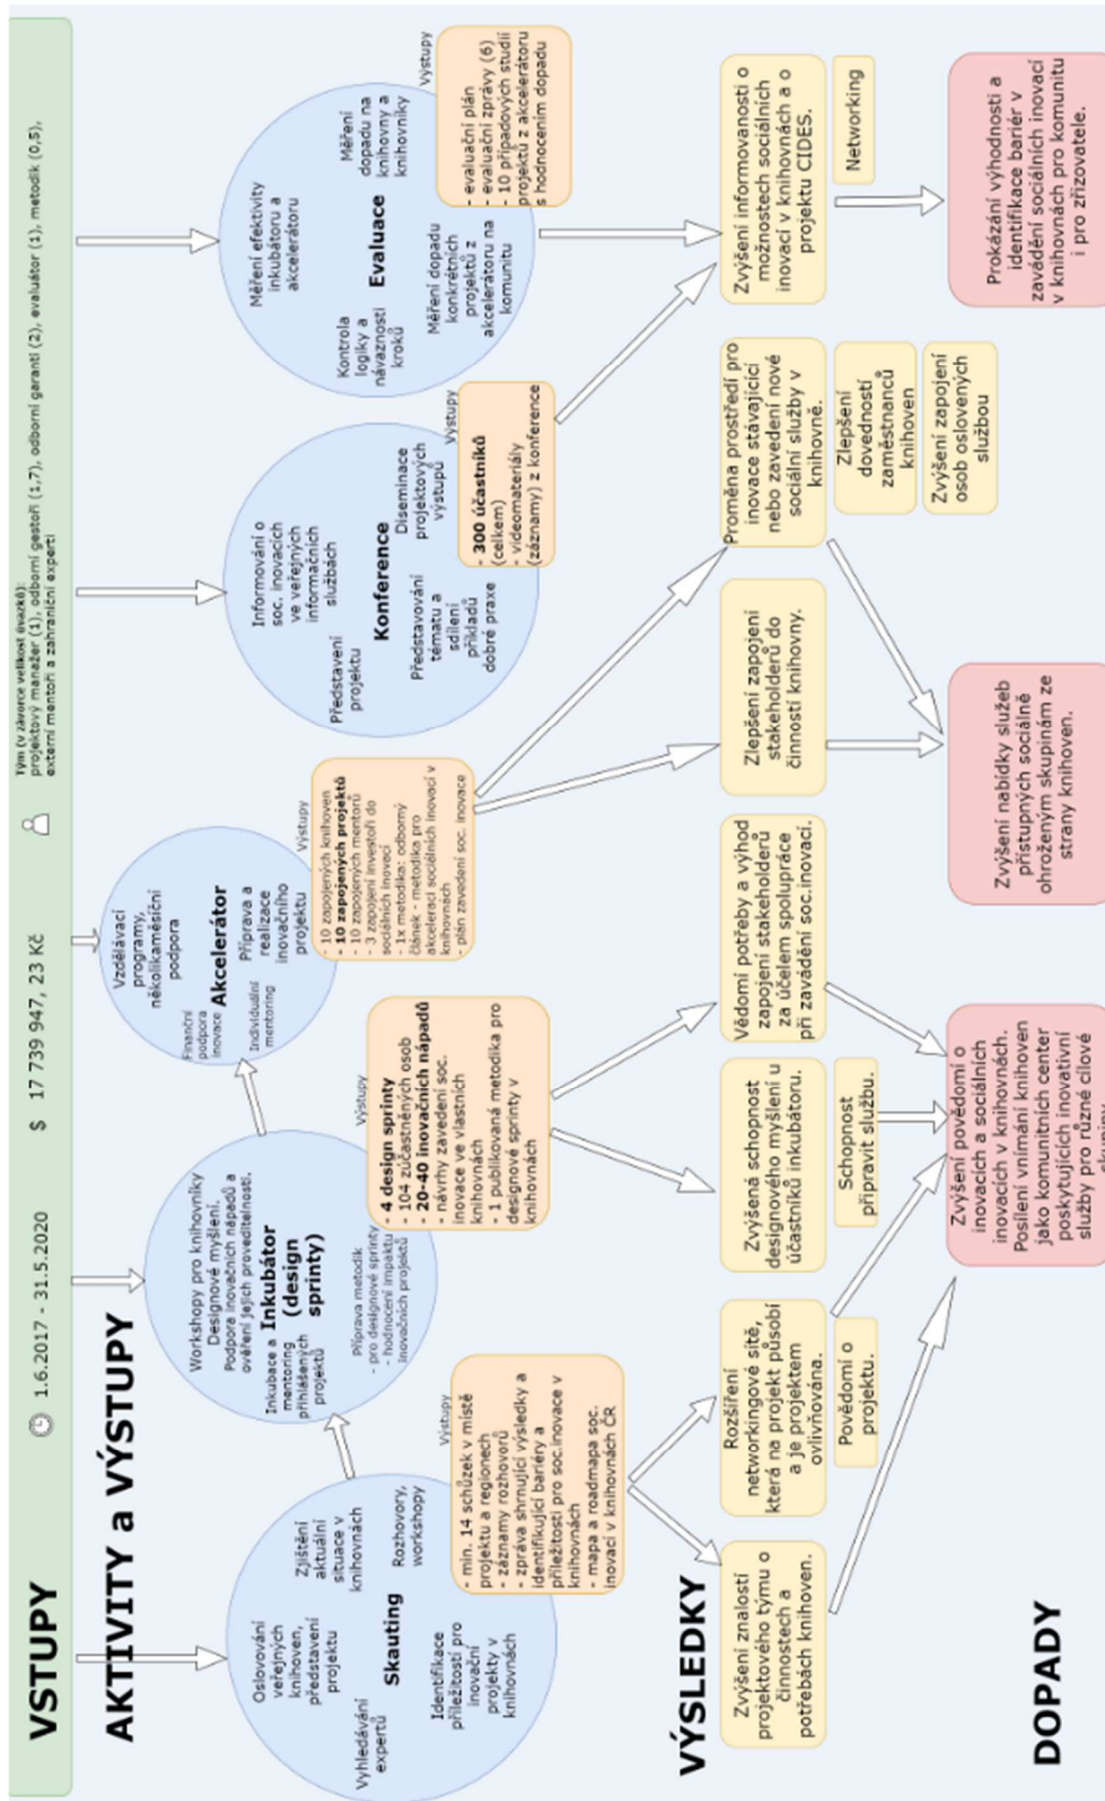 VSTUPY
1.6.2017 - 31.5.2020
$ 17 739 947, 23 Kč
Tým (v závorce velikost úvazků):
projektový manažer (1), odborní gestoři (1,7), odborní garanti (2), evaluátor (1), metodik (0,5),
externí mentoři a zahraniční experti
AKTIVITY a VÝSTUPY
Oslovování
veřejných
knihoven,
představení
projektu
Zjištění
aktuální
situace v
knihovnách
Vyhledávání
expertů
Skauting
Rozhovory,
workshopy
Identifikace
příležitostí pro
inovační
projekty v
knihovnách
Výstupy
- min. 14 schůzek v místě
projektu a regionech
- záznamy rozhovorů
- zpráva shrnující výsledky a
identifikující bariéry a
příležitosti pro soc.inovace v
knihovnách
- mapa a roadmapa soc.
inovací v knihovnách ČR
Workshopy pro knihovníky
Designové myšlení.
Podpora inovačních nápadů a
ověření jejich proveditelnosti.
Inkubace a
mentoring
přihlášených
projektů
Inkubátor
(design
sprinty)
Příprava metodik
- pro designové sprinty
- hodnocení impaktu
inovačních projektů
Výstupy
- 4 design sprinty
- 104 zúčastněných osob
- 20-40 inovačních nápadů
- návrhy zavedení soc.
inovace ve vlastních
knihovnách
- 1 publikovaná metodika pro
designové sprinty v
knihovnách
Vzdělávací
programy,
několikaměsíční
podpora
Finanční
podpora
inovace
Akcelerátor
Individuální
mentoring
Příprava a
realizace
inovačního
projektu
Výstupy
- 10 zapojených knihoven
- 10 zapojených projektů
- 10 zapojených mentorů
- 3 zapojení investoři do
sociálních inovací
- 1x metodika: odborný
článek - metodika pro
akceleraci sociálních inovací v
knihovnách
- plán zavedení soc. inovace
Informování o
soc. inovacích
ve veřejných
informačních
službách
Představení
projektu
Konference
Diseminace
projektových
výstupů
Představování
tématu a
sdílení
příkladů
dobré praxe
Výstupy
- 300 účastníků
(celkem)
- videomateriály
(záznamy) z konference
Měření efektivity
inkubátoru a
akcelerátoru
Kontrola
logiky a
návaznosti
kroků
Evaluace
Měření
dopadu na
knihovny a
knihovníky
Měření dopadu
konkrétních
projektů z
akcelerátoru na
komunitu
Výstupy
- evaluační plán
- evaluační zprávy (6)
- 10 případových studií
projektů z akcelerátoru
s hodnocením dopadu
VÝSLEDKY
Zvýšení znalostí
projektového týmu o
činnostech a
potřebách knihoven.
Rozšíření
networkingové sítě,
která na projekt působí
a je projektem
ovlivňována.
Povědomí o
projektu.
Zvýšená schopnost
designového myšlení u
účastníků inkubátoru.
Schopnost
připravit službu.
Vědomí potřeby a výhod
zapojení stakeholderů
za účelem spolupráce
při zavádění soc.inovací.
Zlepšení zapojení
stakeholderů do
činností knihovny.
Proměna prostředí pro
inovace stávající
nebo zavedení nové
sociální služby v
knihovně.
Zlepšení
dovedností
zaměstnanců
knihoven
Zvýšení zapojení
osob oslovených
službou
Zvýšení informovanosti o
možnostech sociálních
inovací v knihovnách a o
projektu CIDES.
Networking
DOPADY
Zvýšení povědomí o
inovacích a sociálních
inovacích v knihovnách.
Posílení vnímání knihoven
jako komunitních center
poskytujících inovativní
služby pro různé cílové
skupiny
Zvýšení nabídky služeb
přístupných sociálně
ohroženým skupinám ze
strany knihoven.
Prokázání výhodnosti a
identifikace bariér v
zavádění sociální inovací
v knihovnách pro komunitu
i pro zřizovatele.